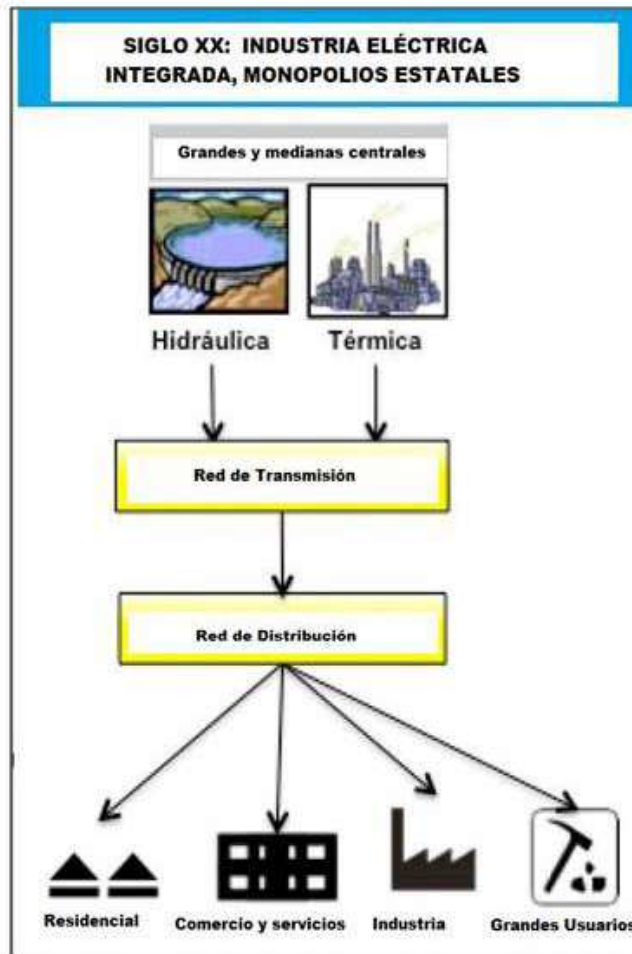 SIGLO XX: INDUSTRIA ELÉCTRICA
INTEGRADA, MONOPOLIOS ESTATALES
Grandes y medianas centrales
Hidráulica
Térmica
Red de Transmisión
Red de Distribución
Residencial
Comercio y servicios
Industria
Grandes Usuarios